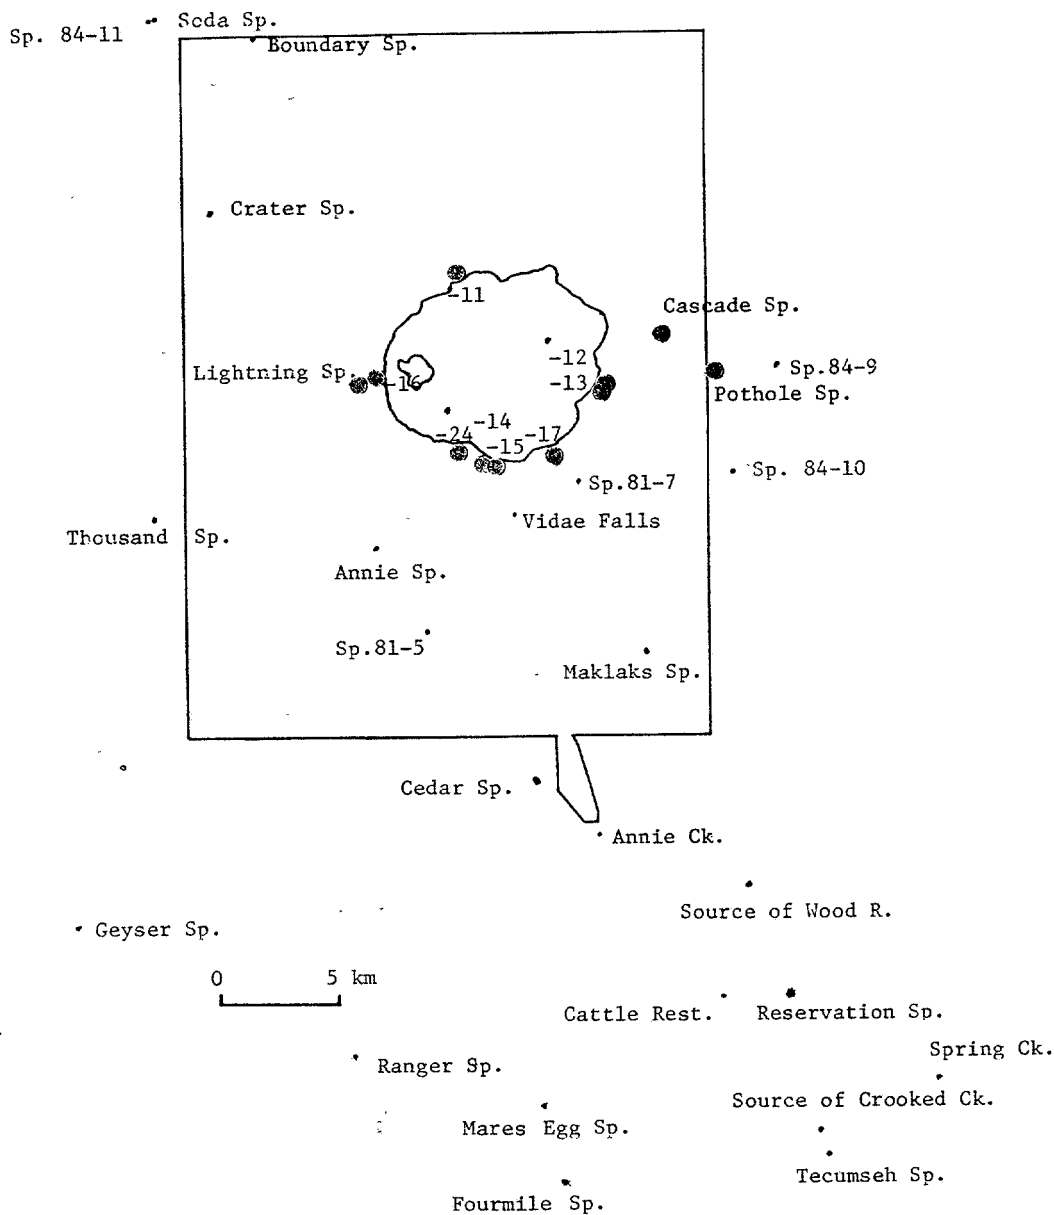 Soda Sp.
Sp. 84-11
Boundary Sp.
Crater Sp.
-11
Cascade Sp.
-12
Sp.84-9
Lightning Sp.
-16
-13
Pothole Sp.
-14
-24
-17
-15
Sp. 84-10
Sp.81-7
Vidae Falls
Thousand Sp.
Annie Sp.
Sp.81-5
Maklaks Sp.
Cedar Sp.
Annie Ck.
Source of Wood R.
Geyser Sp.
0 5 km
Cattle Rest.
Reservation Sp.
Spring Ck.
Ranger Sp.
Source of Crooked Ck.
Mares Egg Sp.
Tecumseh Sp.
Fourmile Sp.